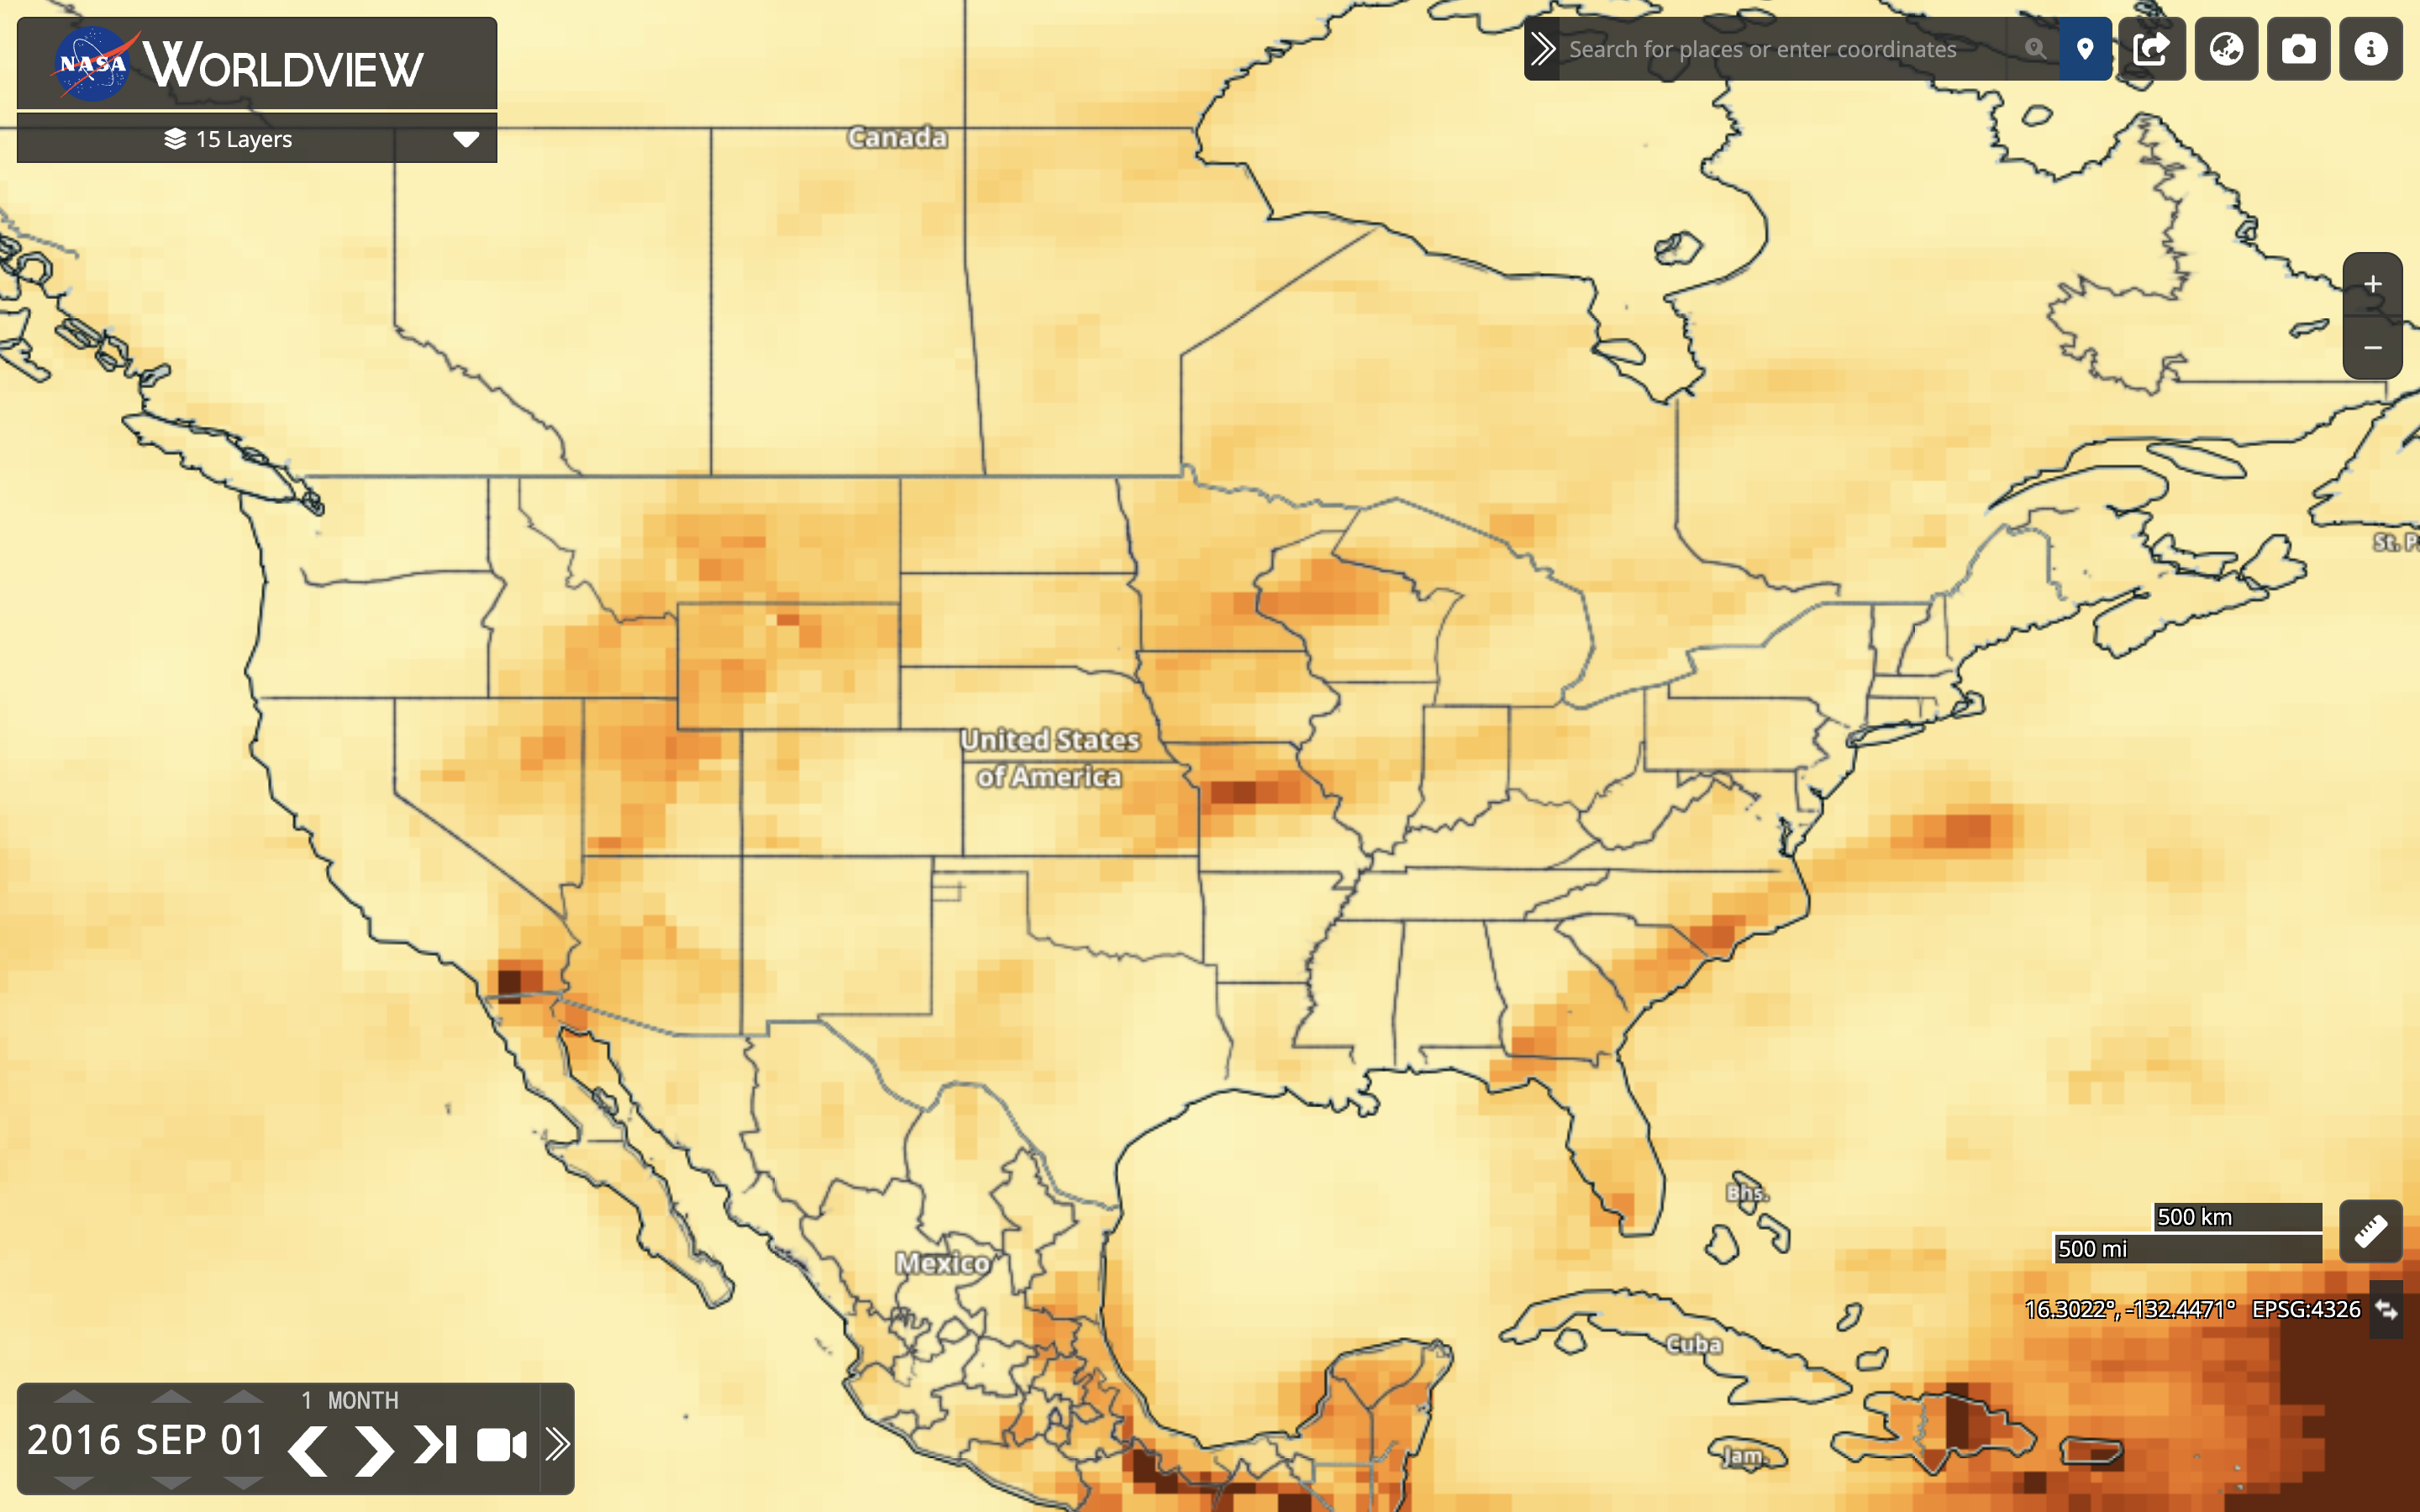 NASA WORLDVIEW
15 Layers
Search for places or enter coordinates
Canada
St. P
United States
of America
Bhs.
500 km
500 mi
Mexico
16.3022°, -132.4471° EPSG:4326
Cuba
Jam.
1 MONTH
2016 SEP 01